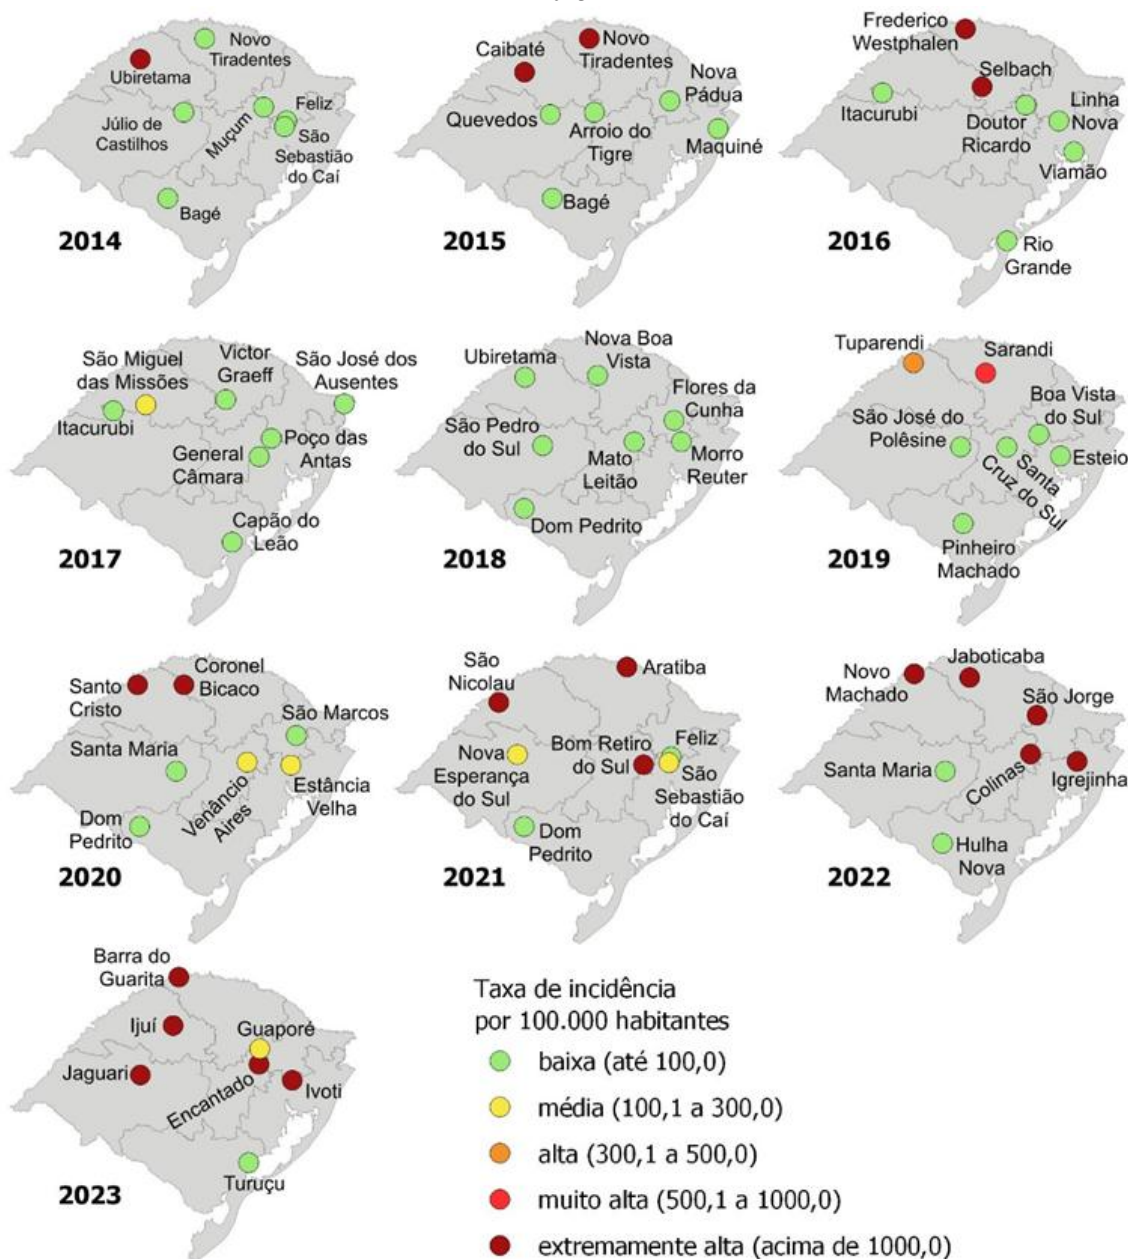 Novo
Tiradentes
Ubiretama
Feliz
Júlio de
Castilhos
Muçum
São
Sebastião
do Caí
Bagé
2014
Caibaté
Novo
Tiradentes
Nova
Pádua
Quevedos
Arroio do
Tigre
Maquiné
Bagé
2015
Frederico
Westphalen
Selbach
Itacurubi
Linha
Nova
Doutor
Ricardo
Viamão
Rio
Grande
2016
São Miguel
das Missões
Victor
Graeff
São José dos
Ausentes
Itacurubi
Poço das
Antas
General
Câmara
Capão do
Leão
2017
Nova Boa
Vista
Ubiretama
Flores da
Cunha
São Pedro
do Sul
Mato
Leitão
Morro
Reuter
Dom Pedrito
2018
Tuparendi
Sarandi
Boa Vista
do Sul
São José do
Polêsine
Esteio
Santa
Cruz do Sul
Pinheiro
Machado
2019
Coronel
Bicaco
Santo
Cristo
São Marcos
Santa Maria
Venâncio
Aires
Estância
Velha
Dom
Pedrito
2020
São
Nicolau
Aratiba
Nova
Esperança
do Sul
Bom Retiro
do Sul
Feliz
São
Sebastião
do Caí
Dom
Pedrito
2021
Novo
Machado
Jaboticaba
São Jorge
Santa Maria
Colinas
Igrejinha
Hulha
Nova
2022
Barra do
Guarita
Ijuí
Guaporé
Jaguari
Encantado
Ivoti
Turuçu
2023
Taxa de incidência
por 100.000 habitantes
baixa (até 100,0)
média (100,1 a 300,0)
alta (300,1 a 500,0)
muito alta (500,1 a 1000,0)
extremamente alta (acima de 1000,0)